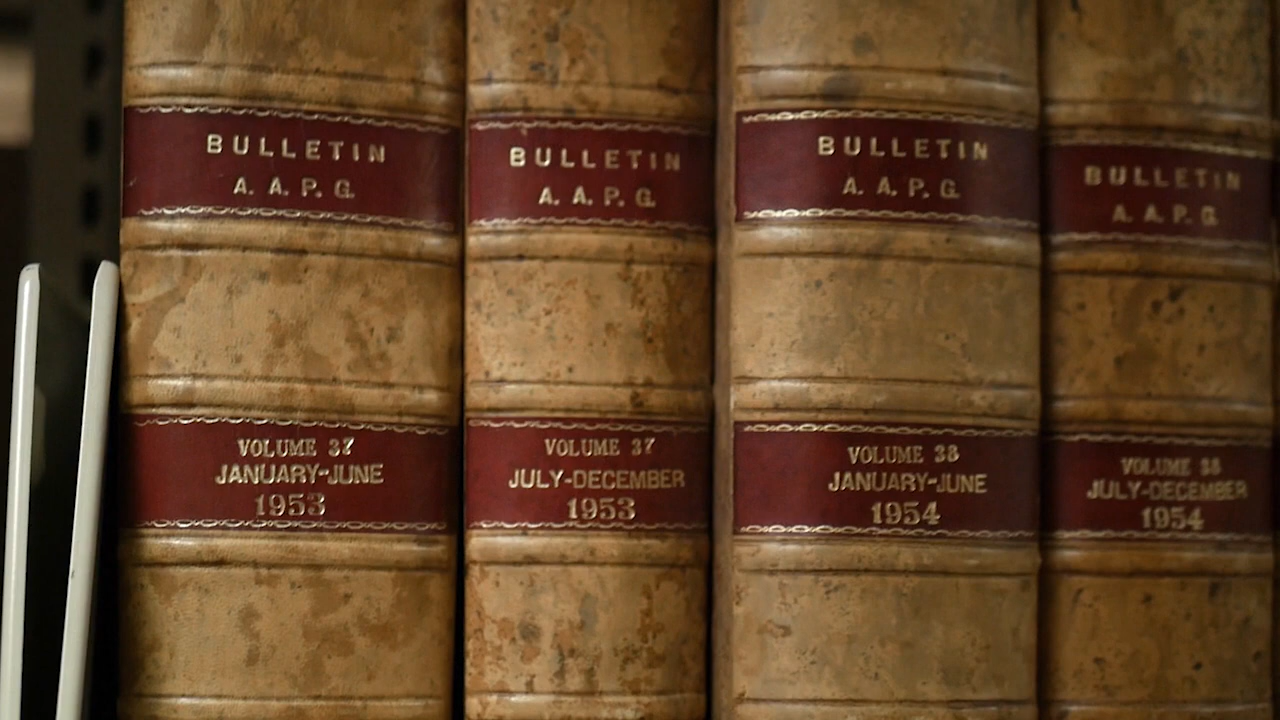 BULLETIN
A. A. P. G.
VOLUME 37
JANUARY-JUNE
1953
BULLETIN
A. A. P. G.
VOLUME 37
JULY-DECEMBER
1953
BULLETIN
A. A. P. G.
VOLUME 38
JANUARY-JUNE
1954
BULLETIN
A. A. P. G.
VOLUME 38
JULY-DECEMBER
1954